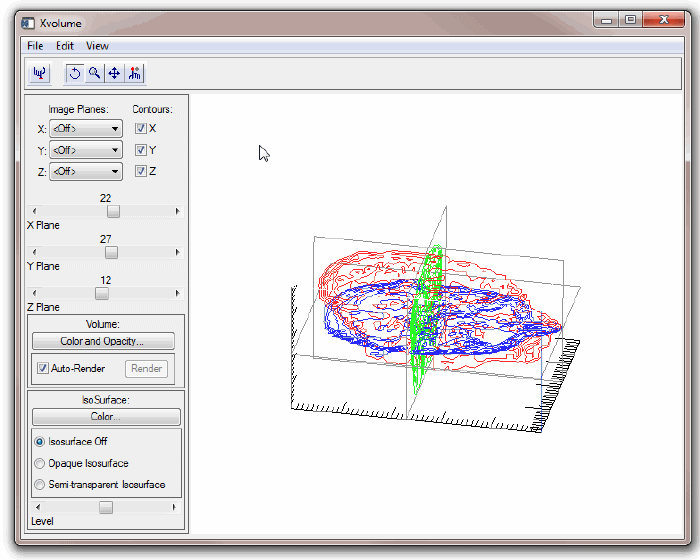 Xvolume
File Edit View
Image Planes: Contours:
X: <Off> X
Y: <Off> Y
Z: <Off> Z
22
X Plane
27
Y Plane
12
Z Plane
Volume:
Color and Opacity...
Auto-Render Render
IsoSurface:
Color...
Isosurface Off
Opaque Isosurface
Semi-transparent Isosurface
Level